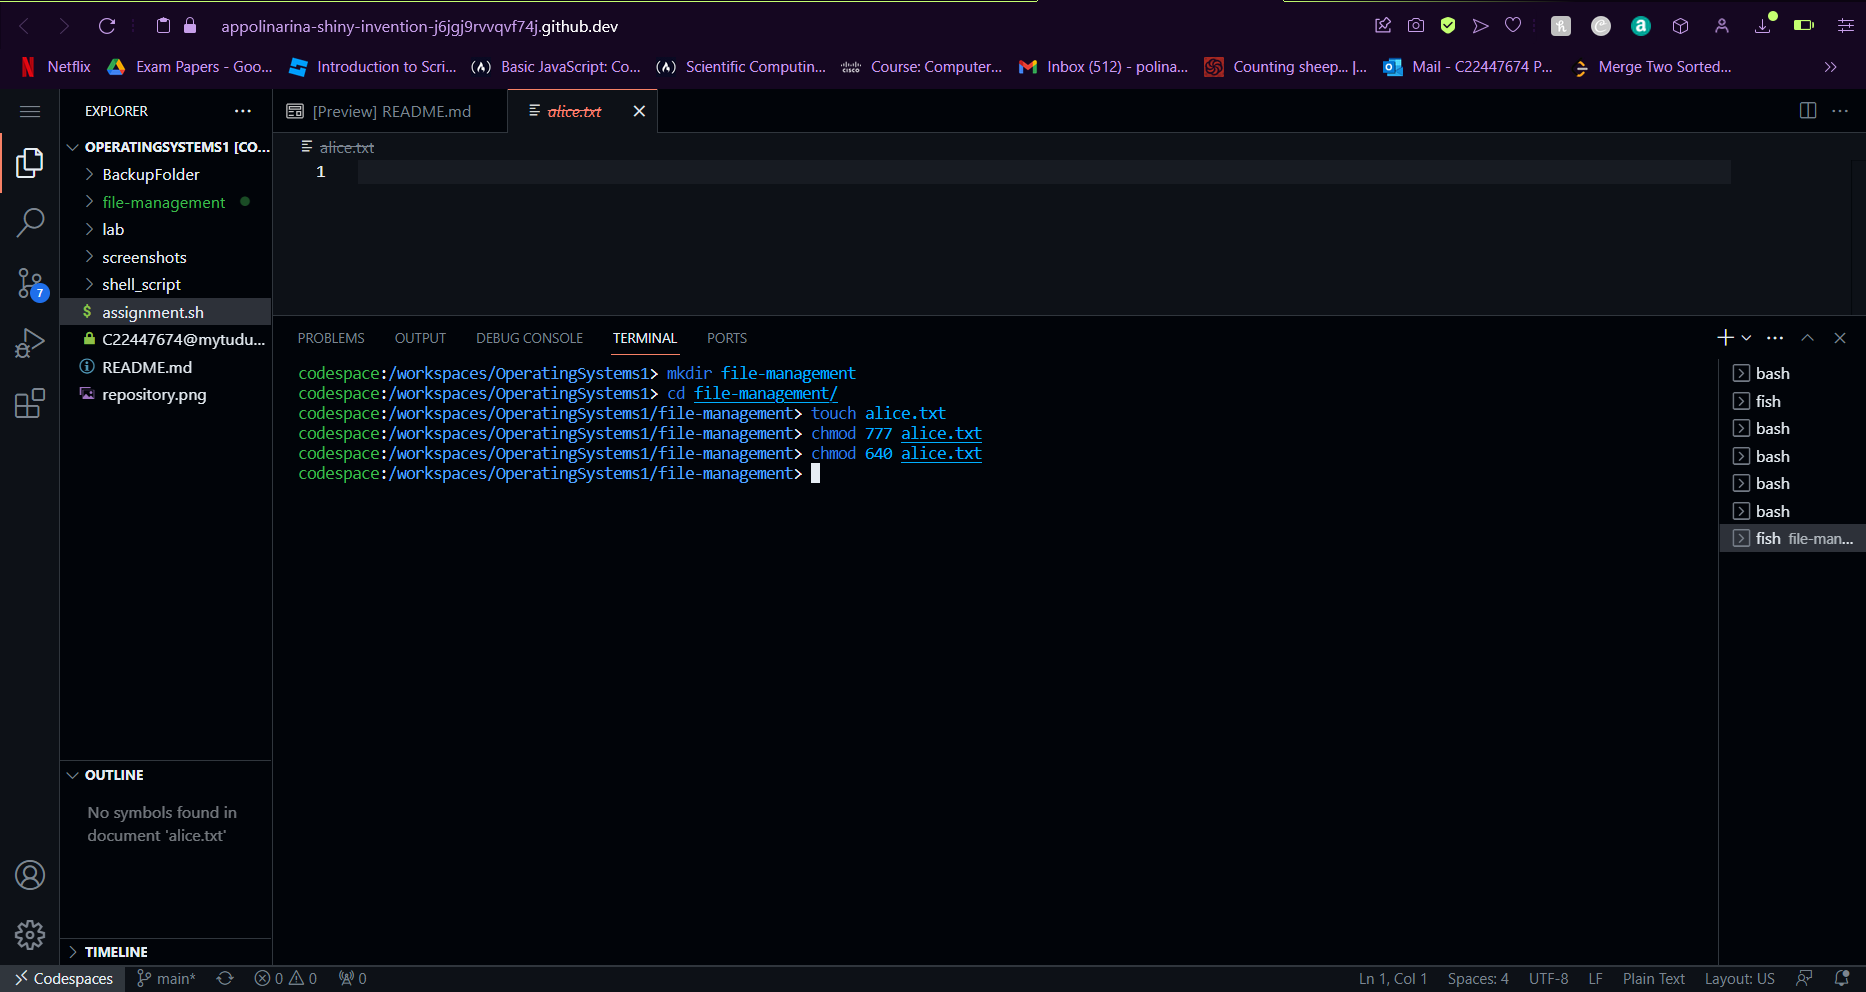 appolinarina-shiny-invention-j6jgj9rvvqvf74j.github.dev
Netflix Exam Papers - Goo... Introduction to Scri... Basic JavaScript: Co... Scientific Computin... Course: Computer... Inbox (512) - polina... Counting sheep... |... Mail - C22447674 P... Merge Two Sorted...
EXPLORER
[Preview] README.md
alice.txt
OPERATINGSYSTEMS1 [CO...
BackupFolder
file-management
lab
screenshots
shell_script
$ assignment.sh
C22447674@mytudu...
README.md
repository.png
alice.txt
1
PROBLEMS OUTPUT DEBUG CONSOLE TERMINAL PORTS
codespace:/workspaces/OperatingSystems1> mkdir file-management
codespace:/workspaces/OperatingSystems1> cd file-management/
codespace:/workspaces/OperatingSystems1/file-management> touch alice.txt
codespace:/workspaces/OperatingSystems1/file-management> chmod 777 alice.txt
codespace:/workspaces/OperatingSystems1/file-management> chmod 640 alice.txt
codespace:/workspaces/OperatingSystems1/file-management>
bash
fish
bash
bash
bash
bash
fish file-man...
7
OUTLINE
No symbols found in
document 'alice.txt'
TIMELINE
Codespaces main* 0 0 0 Ln 1, Col 1 Spaces: 4 UTF-8 LF Plain Text Layout: US